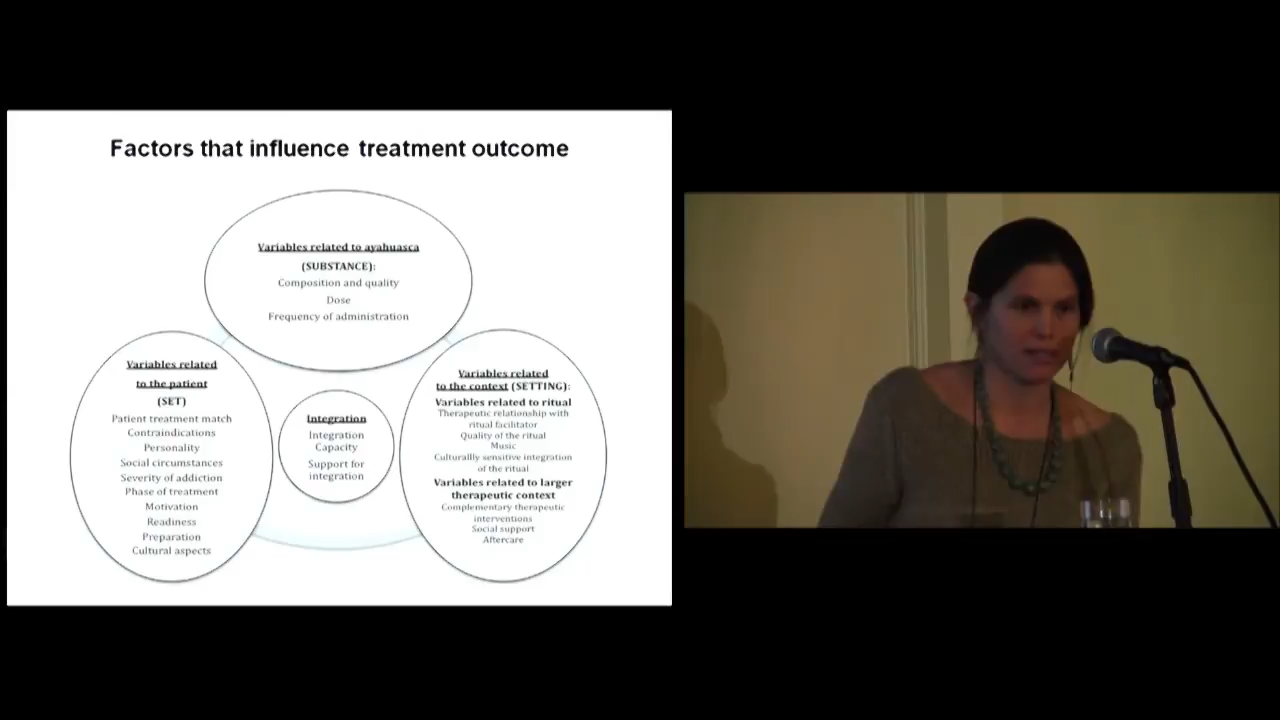 Factors that influence treatment outcome
Variables related to ayahuasca
(SUBSTANCE):
Composition and quality
Dose
Frequency of administration
Variables related
to the patient
(SET)
Patient treatment match
Contraindications
Personality
Social circumstances
Severity of addiction
Phase of treatment
Motivation
Readiness
Preparation
Cultural aspects
Integration
Integration
Capacity
Support for
integration
Variables related
to the context (SETTING):
Variables related to ritual
Therapeutic relationship with
ritual facilitator
Quality of the ritual
Music
Culturallly sensitive integration
of the ritual
Variables related to larger
therapeutic context
Complementary therapeutic
interventions
Social support
Aftercare